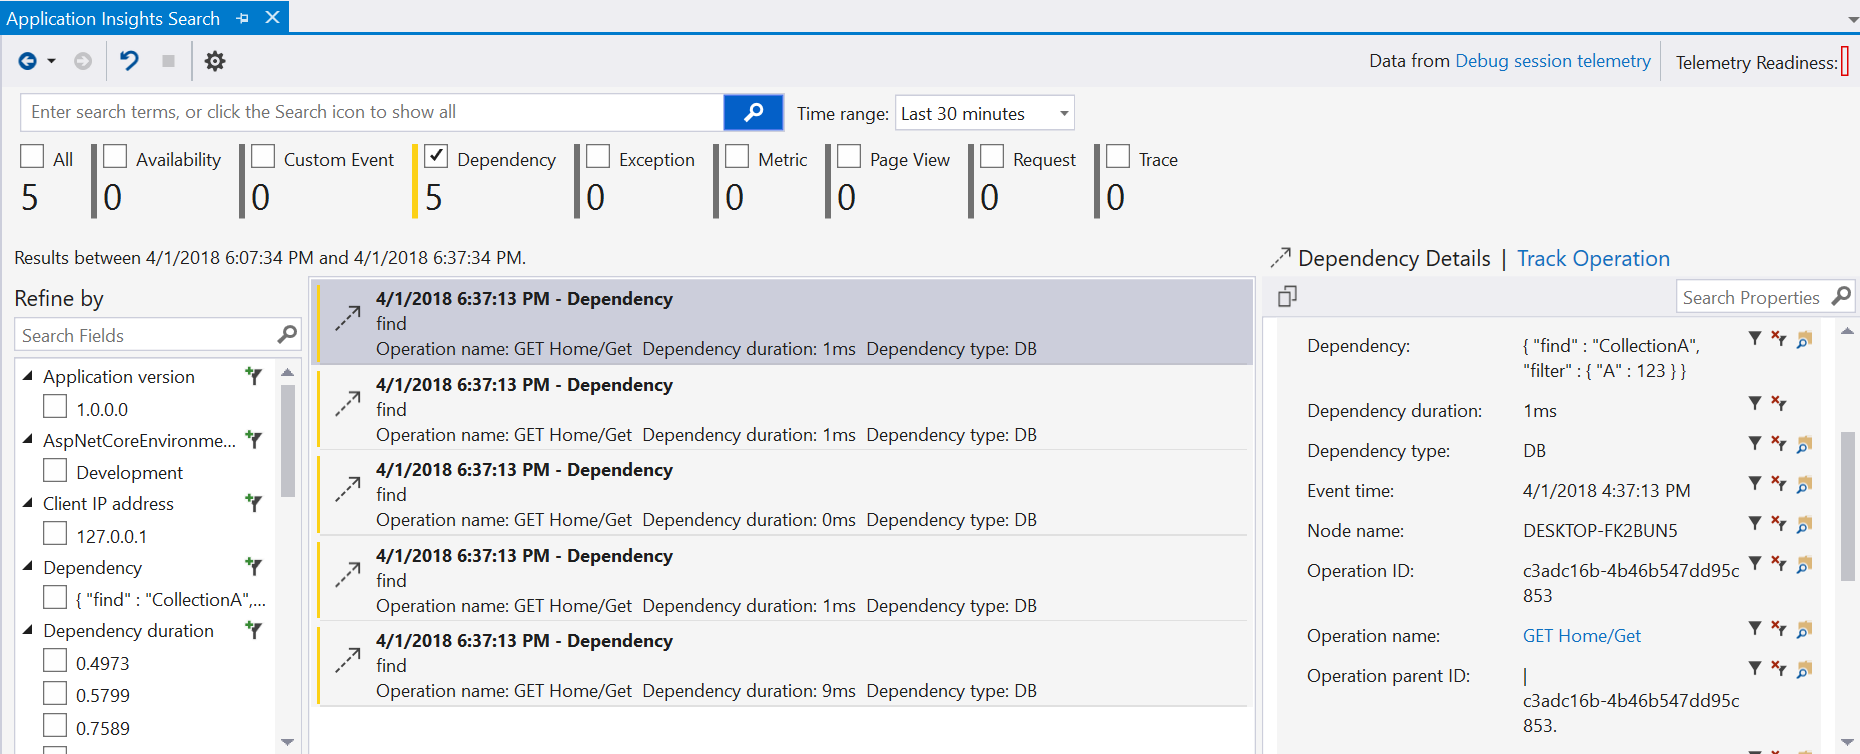 Application Insights Search
Data from Debug session telemetry
Telemetry Readiness:
Enter search terms, or click the Search icon to show all
Time range: Last 30 minutes
All Availability Custom Event Dependency Exception Metric Page View Request Trace
5 0 0 5 0 0 0 0 0
Results between 4/1/2018 6:07:34 PM and 4/1/2018 6:37:34 PM.
Refine by
Search Fields
Application version
1.0.0.0
AspNetCoreEnvironme...
Development
Client IP address
127.0.0.1
Dependency
{ "find" : "CollectionA",...
Dependency duration
0.4973
0.5799
0.7589
4/1/2018 6:37:13 PM - Dependency
find
Operation name: GET Home/Get Dependency duration: 1ms Dependency type: DB
4/1/2018 6:37:13 PM - Dependency
find
Operation name: GET Home/Get Dependency duration: 1ms Dependency type: DB
4/1/2018 6:37:13 PM - Dependency
find
Operation name: GET Home/Get Dependency duration: 0ms Dependency type: DB
4/1/2018 6:37:13 PM - Dependency
find
Operation name: GET Home/Get Dependency duration: 1ms Dependency type: DB
4/1/2018 6:37:13 PM - Dependency
find
Operation name: GET Home/Get Dependency duration: 9ms Dependency type: DB
Dependency Details | Track Operation
Search Properties
Dependency: { "find" : "CollectionA",
"filter" : { "A" : 123 } }
Dependency duration: 1ms
Dependency type: DB
Event time: 4/1/2018 4:37:13 PM
Node name: DESKTOP-FK2BUN5
Operation ID: c3adc16b-4b46b547dd95c
853
Operation name: GET Home/Get
Operation parent ID: |
c3adc16b-4b46b547dd95c
853.